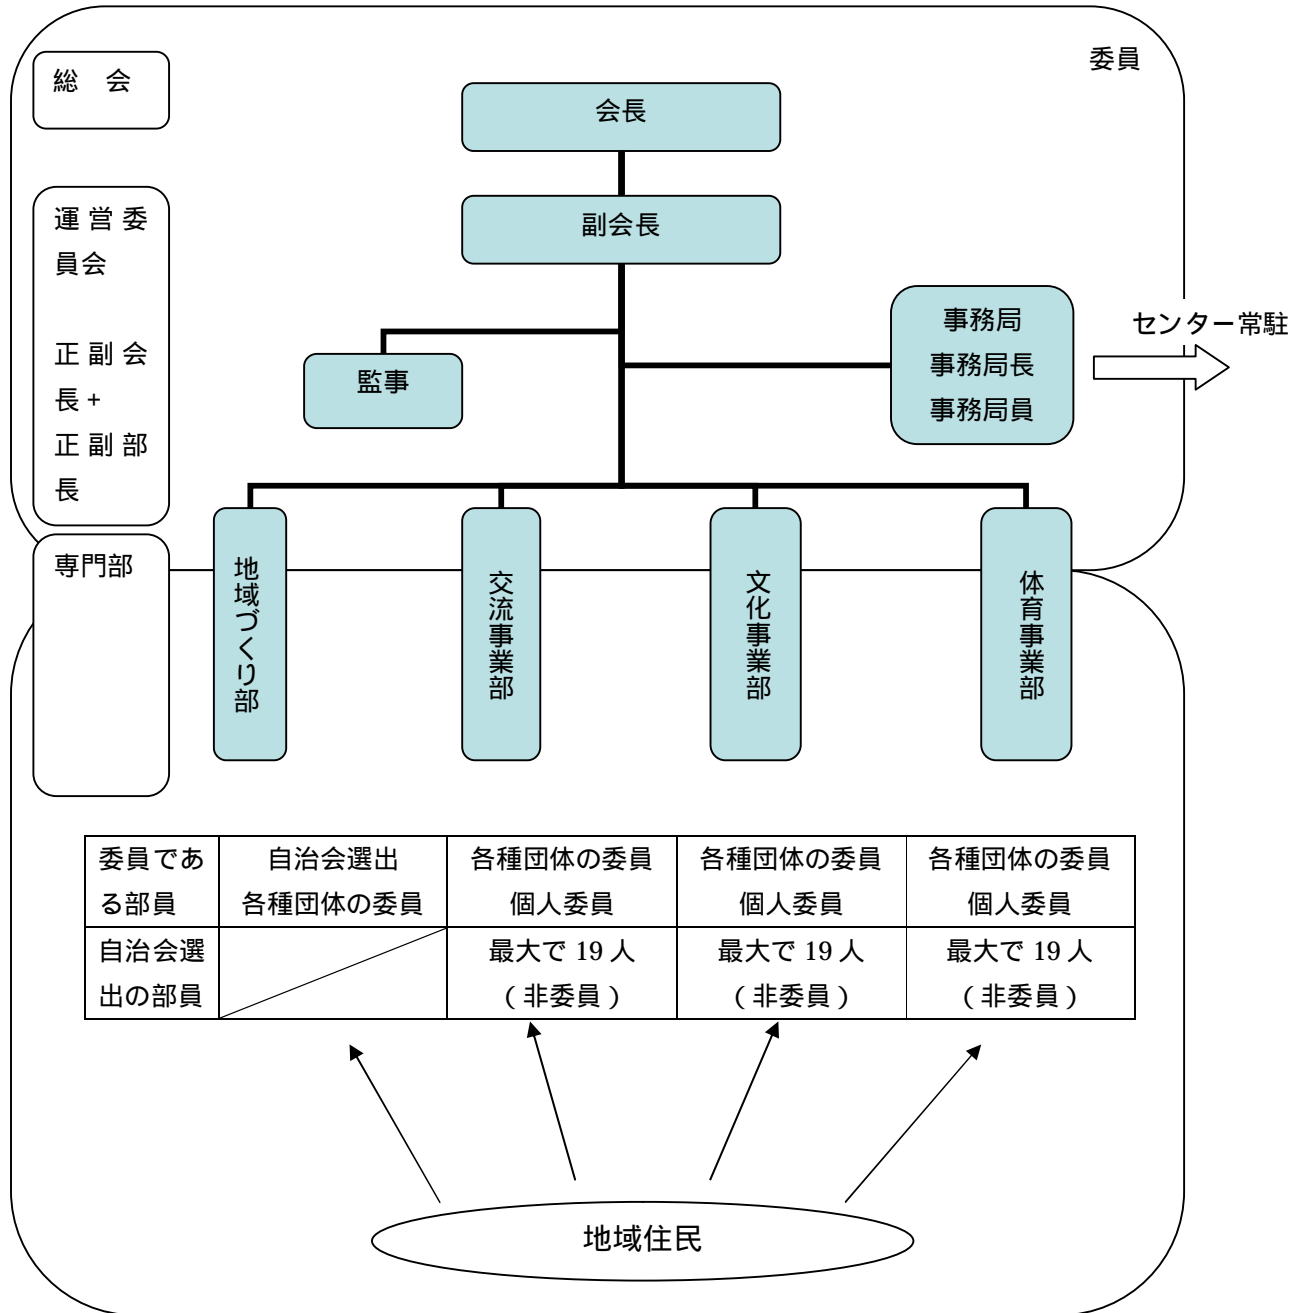 委員
総　会
会長
運営委
員会
正副会
長+
正副部
長
副会長
監事
事務局
事務局長
事務局員
センター常駐
専門部
地域づくり部
交流事業部
文化事業部
体育事業部
委員であ
る部員
自治会選出
各種団体の委員
各種団体の委員
個人委員
各種団体の委員
個人委員
各種団体の委員
個人委員
自治会選
出の部員
最大で 19 人
（非委員）
最大で 19 人
（非委員）
最大で 19 人
（非委員）
地域住民